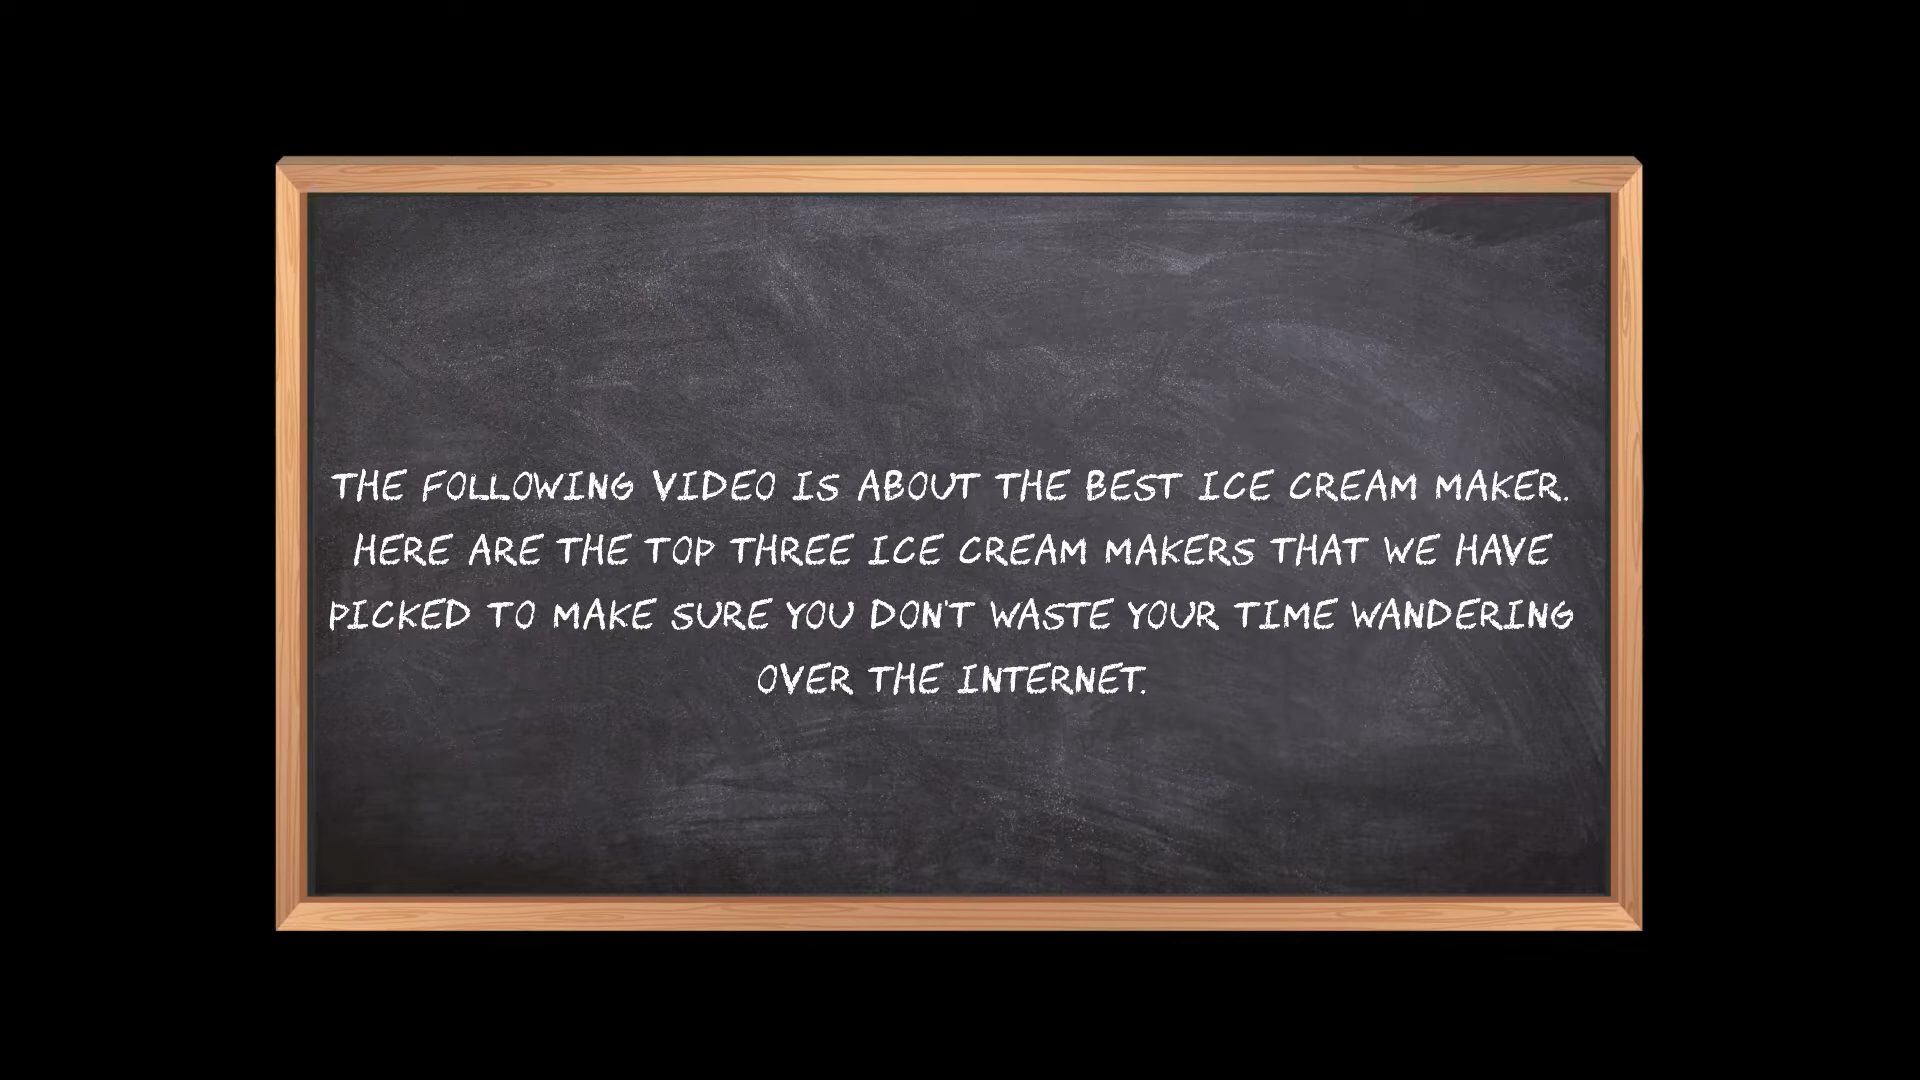 THE FOLLOWING VIDEO IS ABOUT THE BEST ICE CREAM MAKER.
HERE ARE THE TOP THREE ICE CREAM MAKERS THAT WE HAVE
PICKED TO MAKE SURE YOU DON'T WASTE YOUR TIME WANDERING
OVER THE INTERNET.